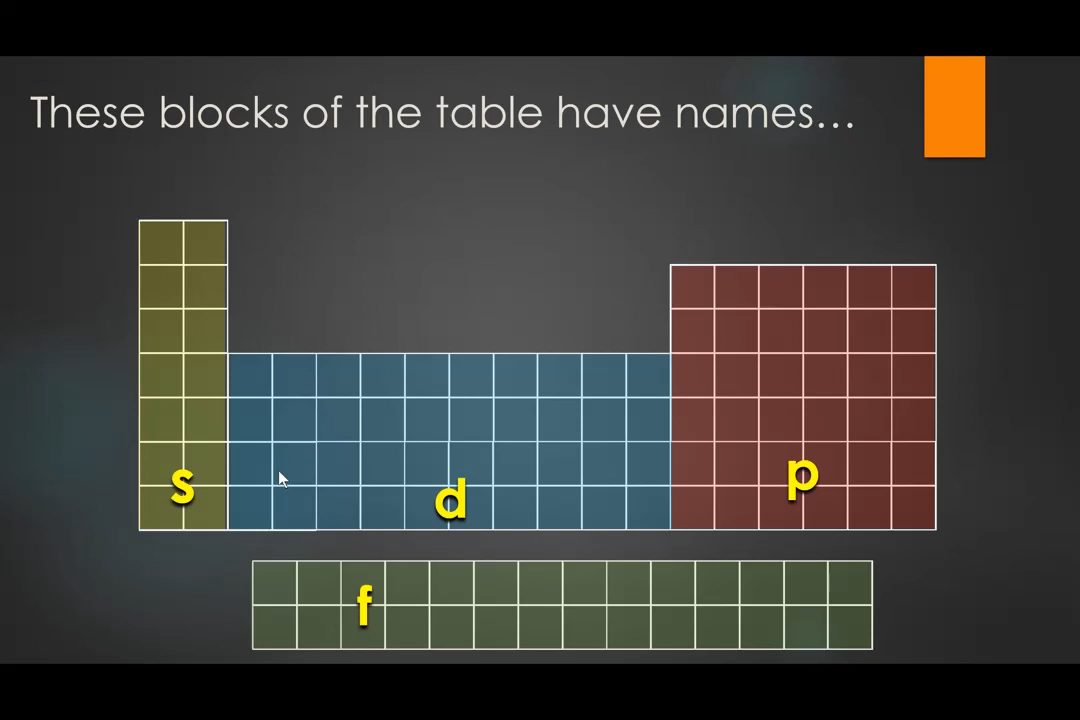 These blocks of the table have names…
s
d
p
f